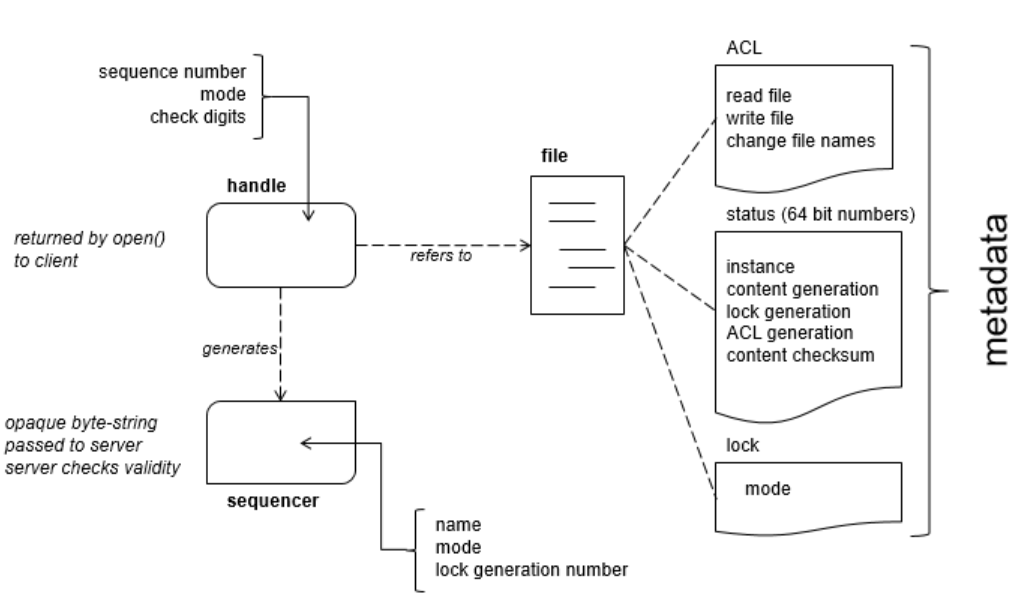 sequence number
mode
check digits
handle
returned by open()
to client
refers to
generates
opaque byte-string
passed to server
server checks validity
sequencer
name
mode
lock generation number
file
ACL
read file
write file
change file names
status (64 bit numbers)
instance
content generation
lock generation
ACL generation
content checksum
lock
mode
metadata